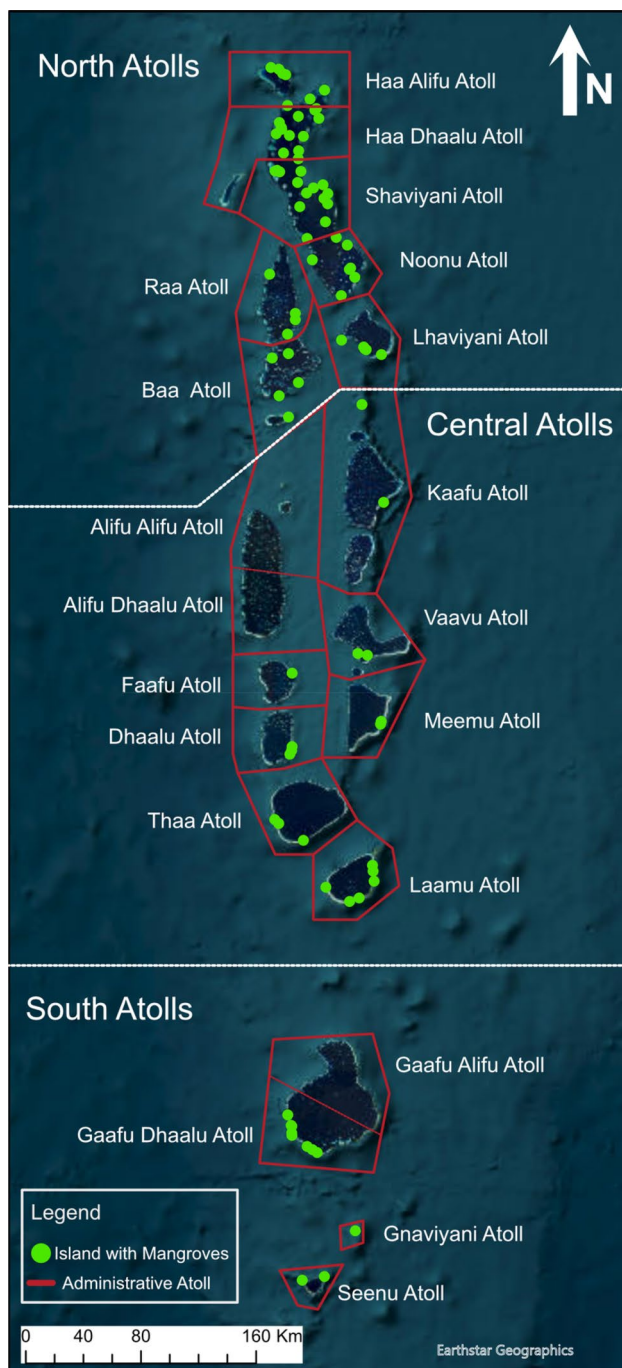 North Atolls
N
Haa Alifu Atoll
Haa Dhaalu Atoll
Shaviyani Atoll
Noonu Atoll
Raa Atoll
Lhaviyani Atoll
Baa Atoll
Central Atolls
Kaafu Atoll
Alifu Alifu Atoll
Alifu Dhaalu Atoll
Vaavu Atoll
Faafu Atoll
Meemu Atoll
Dhaalu Atoll
Thaa Atoll
Laamu Atoll
South Atolls
Gaafu Alifu Atoll
Gaafu Dhaalu Atoll
Legend
Island with Mangroves
Administrative Atoll
Gnaviyani Atoll
Seenu Atoll
0 40 80 160 Km
Earthstar Geographics